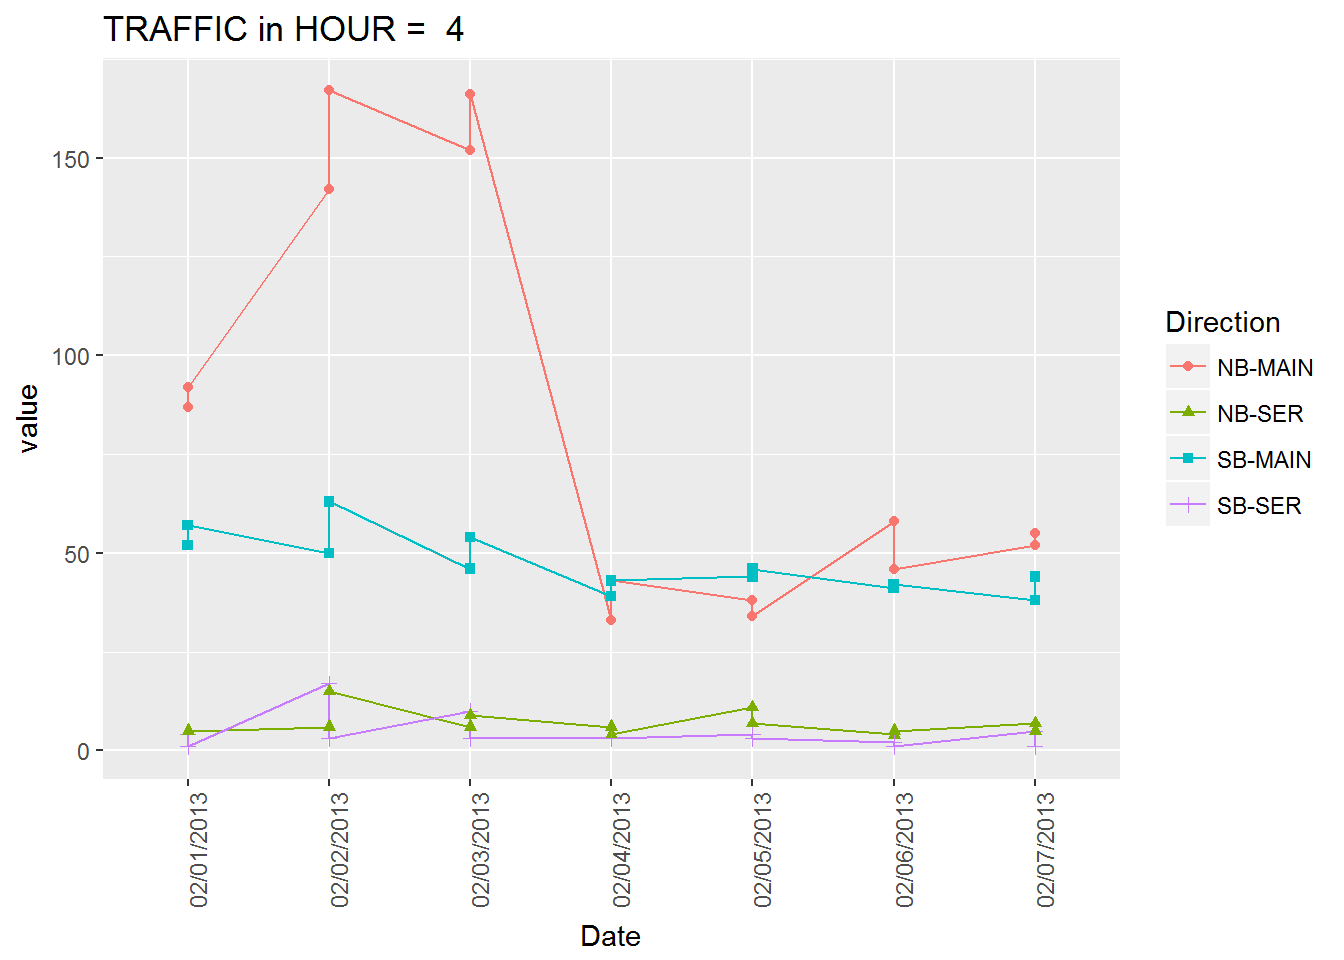 TRAFFIC in HOUR =  4
150
100
50
0
value
02/01/2013
02/02/2013
02/03/2013
02/04/2013
02/05/2013
02/06/2013
02/07/2013
Date
Direction
NB-MAIN
NB-SER
SB-MAIN
SB-SER